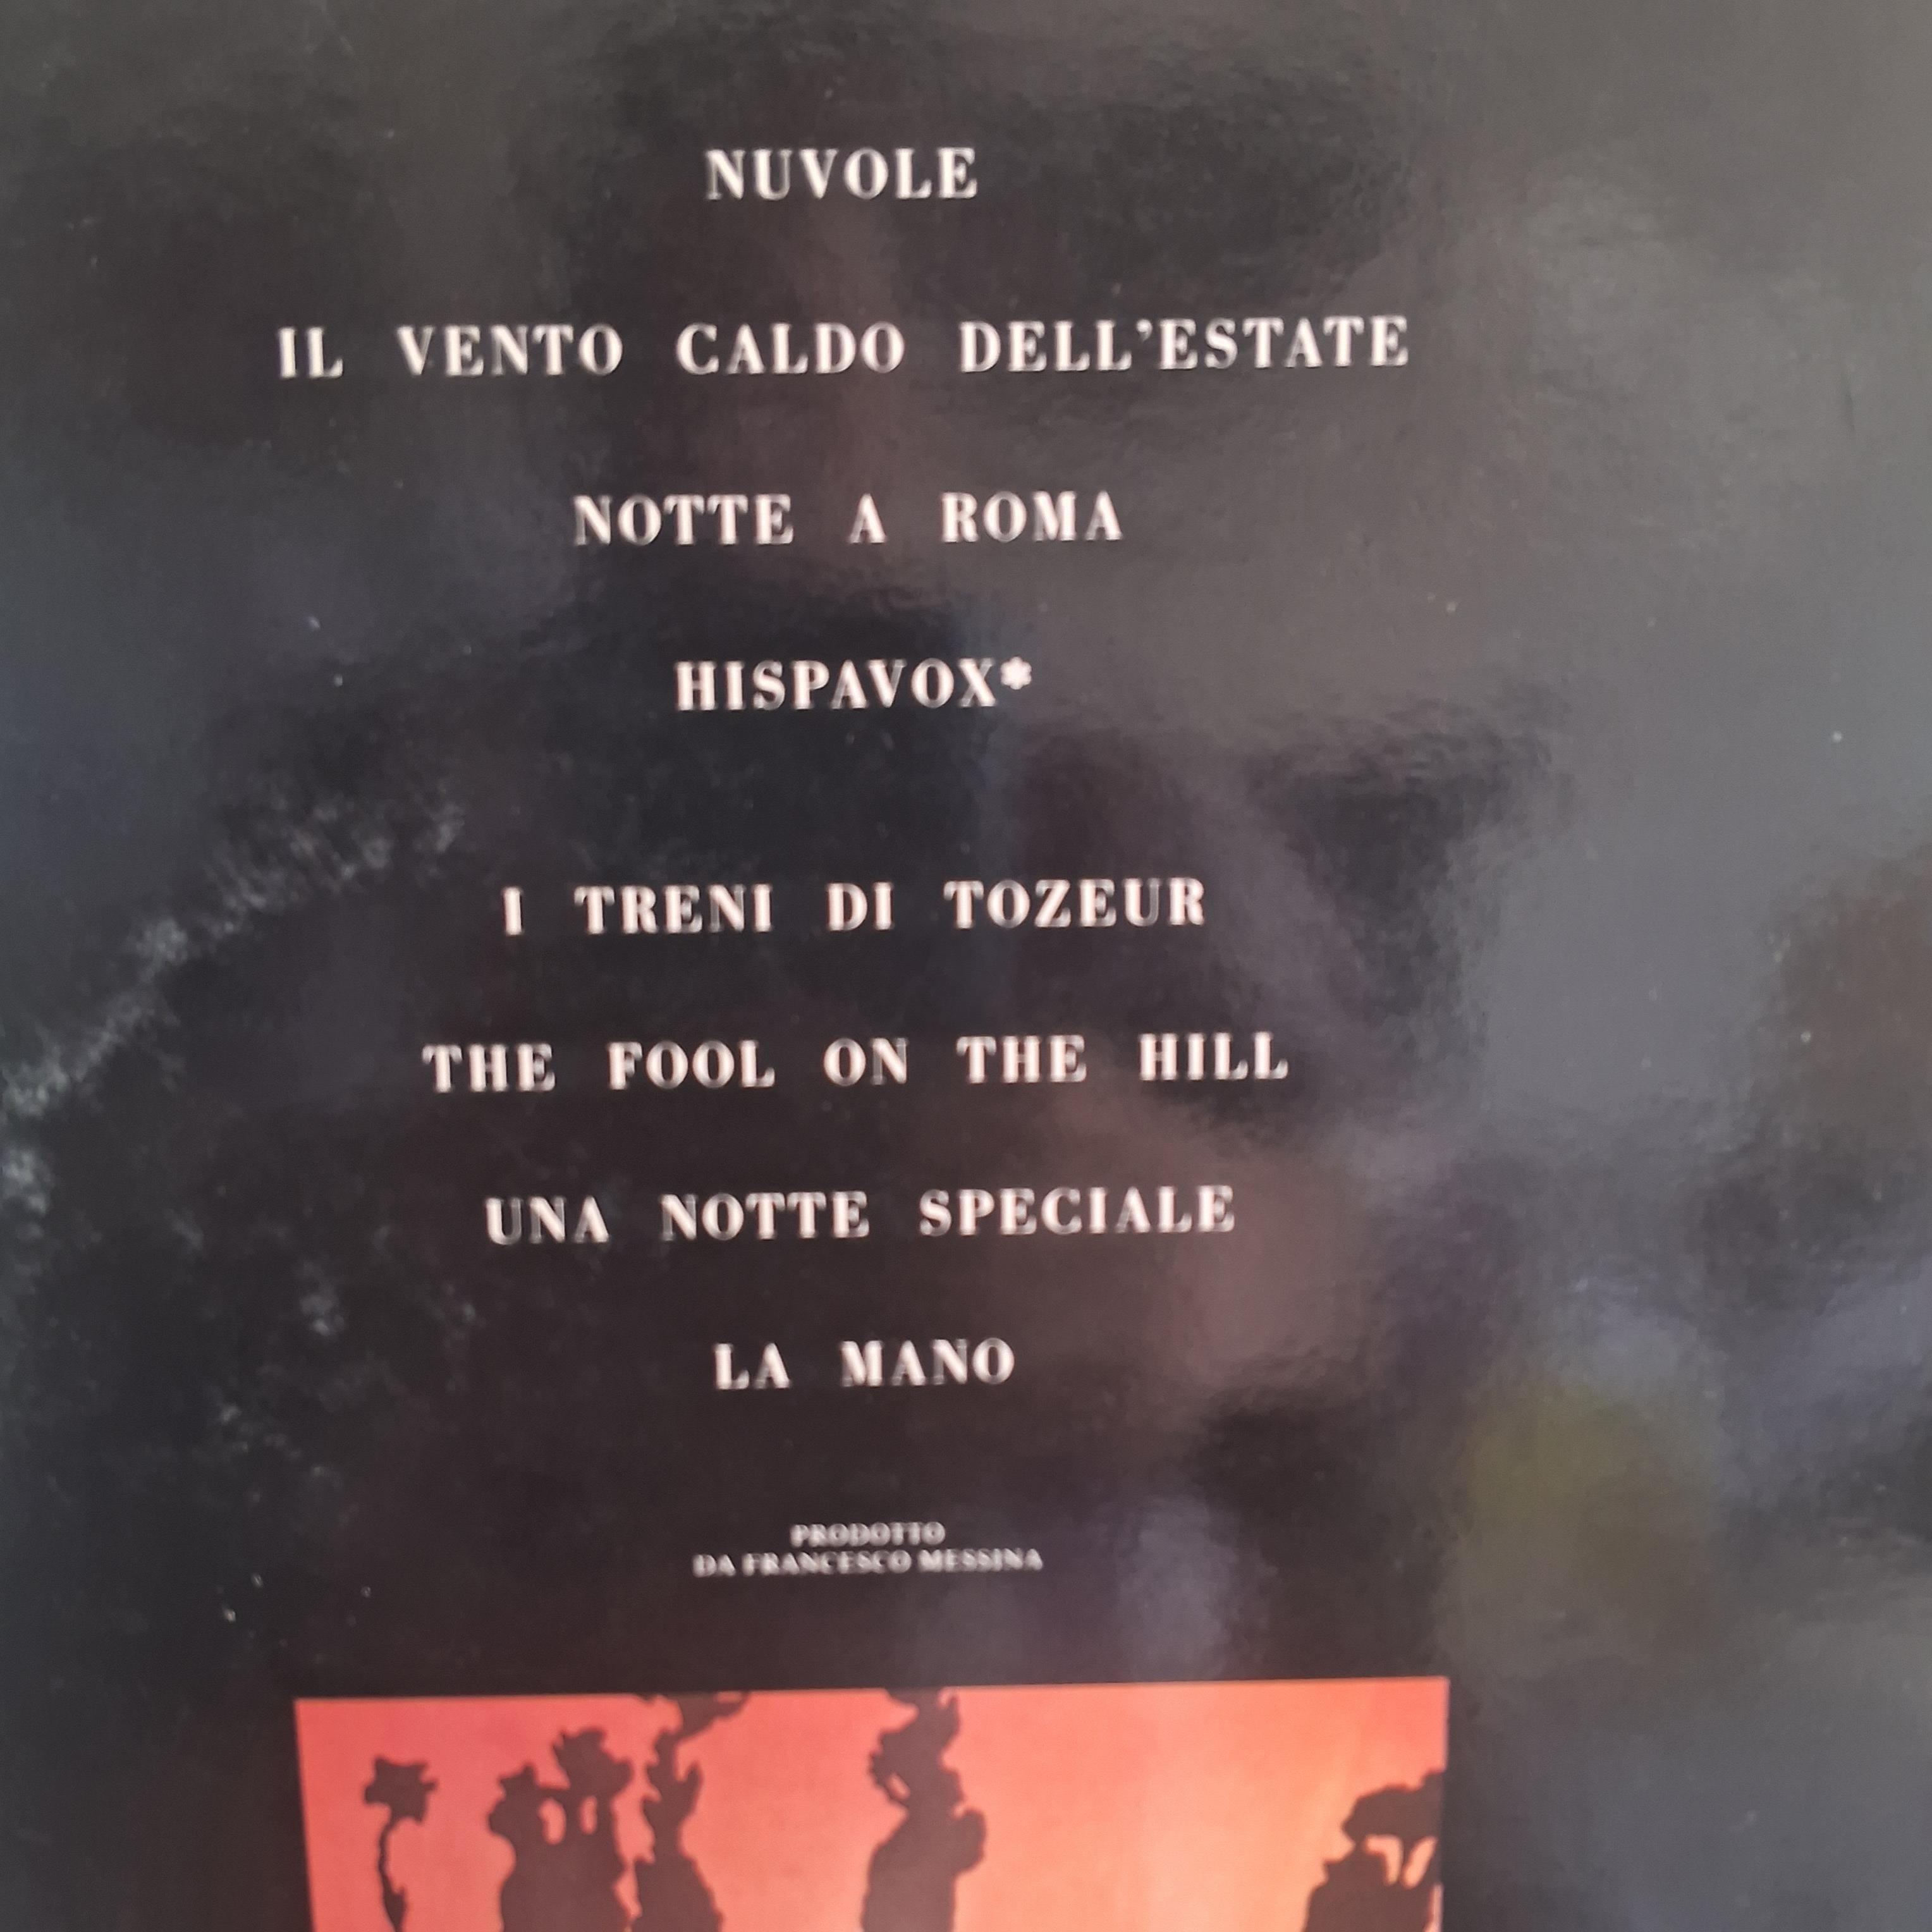 NUVOLE
IL VENTO CALDO DELL'ESTATE
NOTTE A ROMA
HISPAVOX*
I TRENI DI TOZEUR
THE FOOL ON THE HILL
UNA NOTTE SPECIALE
LA MANO
PRODOTTO
DA FRANCESCO MESSINA